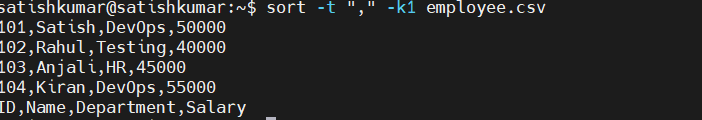 satishkumar@satishkumar:~$ sort -t "," -k1 employee.csv
101,Satish,DevOps,50000
102,Rahul,Testing,40000
103,Anjali,HR,45000
104,Kiran,DevOps,55000
ID,Name,Department,Salary